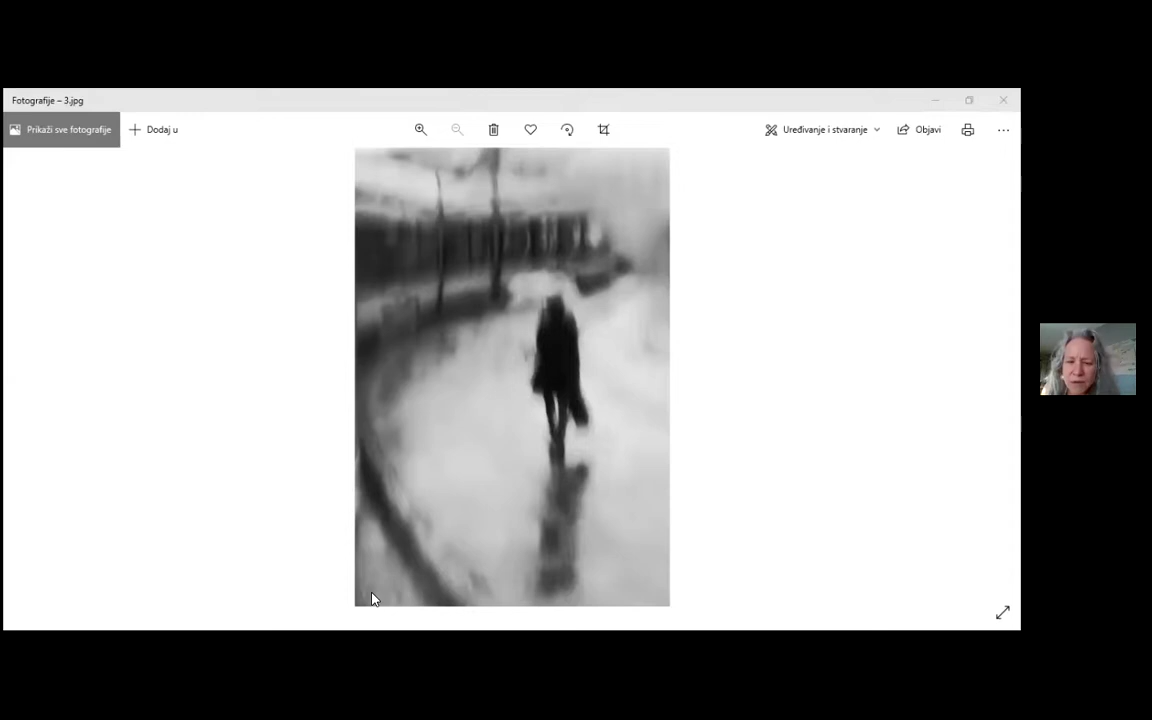 Fotografije – 3.jpg
Prikaži sve fotografije
Dodaj u
Uređivanje i stvaranje
Objavi